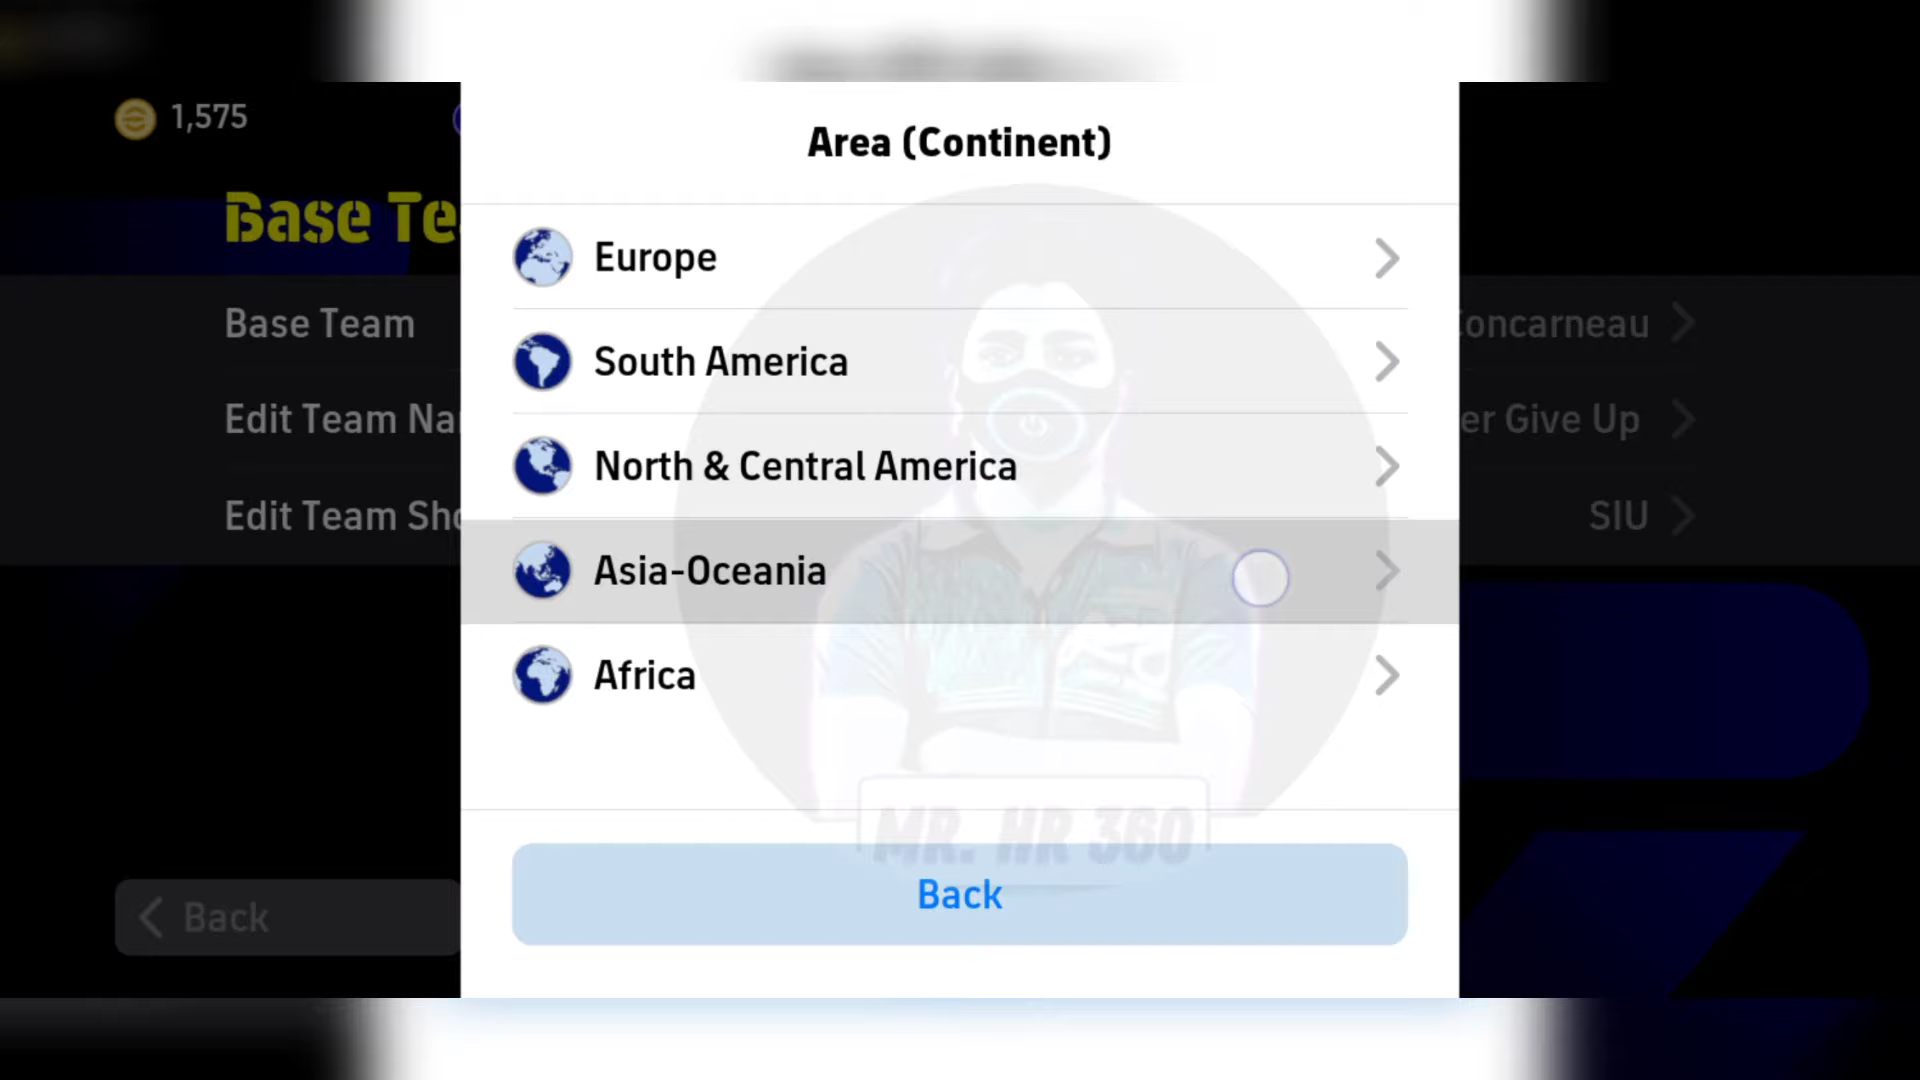 1,575
Area (Continent)
Base Te
Europe
Base Team
oncarneau
South America
Edit Team Na
er Give Up
North & Central America
Edit Team Sho
SIU
Asia-Oceania
Africa
MR. HR 360
Back
Back